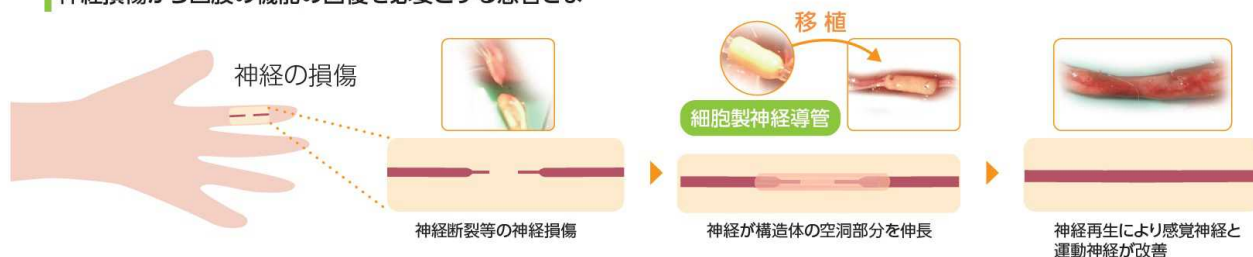 神経損傷から四肢の機能の回復を必要とする患者さま
移植
神経の損傷
細胞製神経導管
神経断裂等の神経損傷
神経が構造体の空洞部分を伸長
神経再生により感覚神経と
運動神経が改善